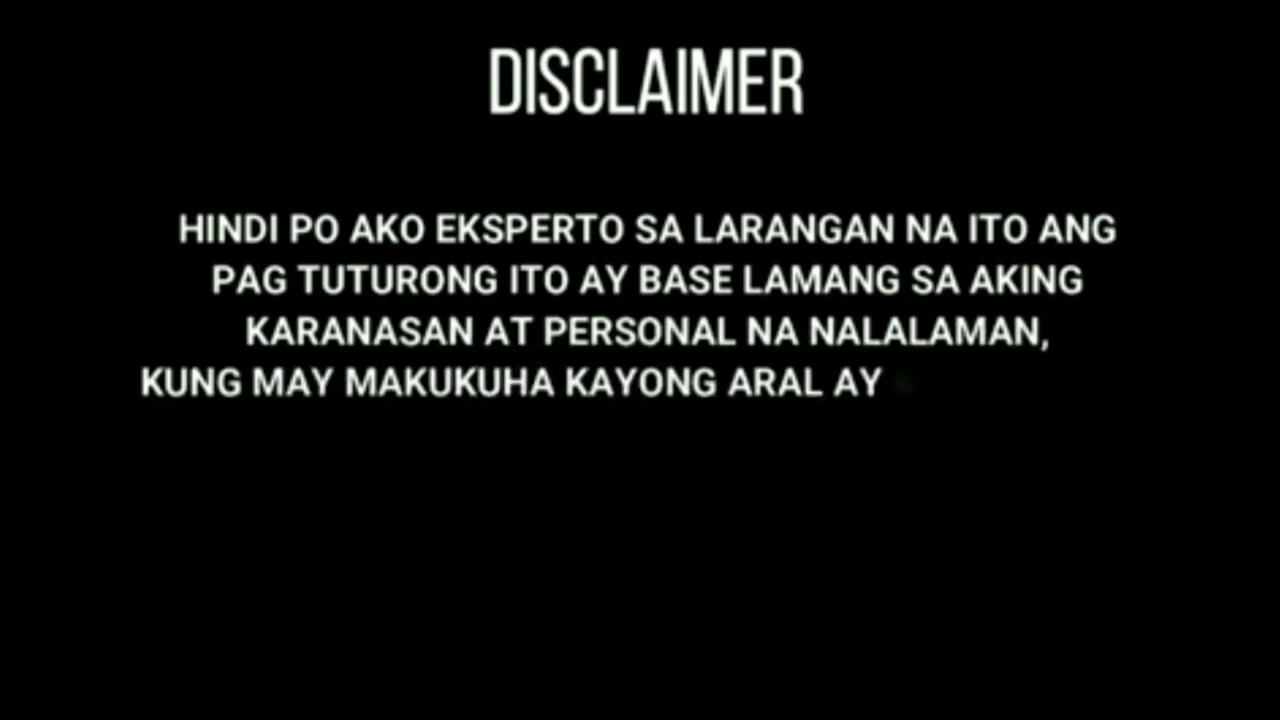 DISCLAIMER
HINDI PO AKO EKSPERTO SA LARANGAN NA ITO ANG
PAG TUTURONG ITO AY BASE LAMANG SA AKING
KARANASAN AT PERSONAL NA NALALAMAN,
KUNG MAY MAKUKUHA KAYONG ARAL AY